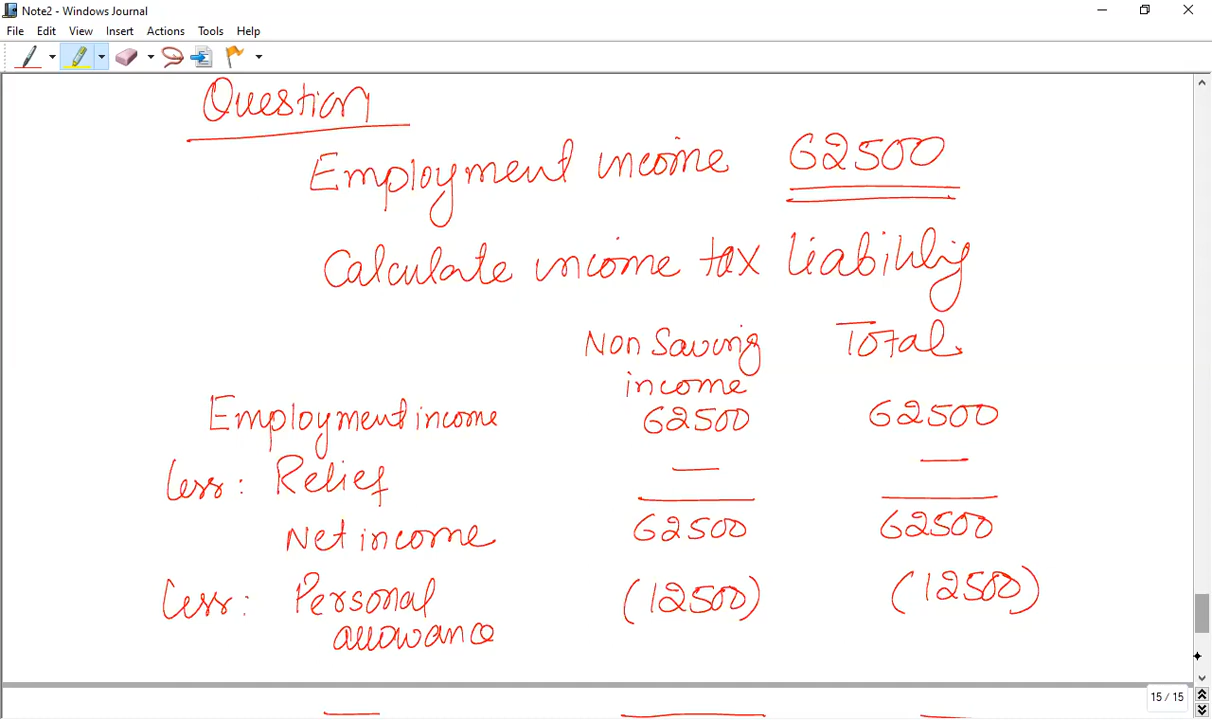 Note2 - Windows Journal
File Edit View Insert Actions Tools Help
Question
Employment income 62500
Calculate income tax liability
Non Saving Total
income
Employment income 62500 62500
Less: Relief — —
Net income 62500 62500
Less: Personal (12500) (12500)
allowance
15 / 15